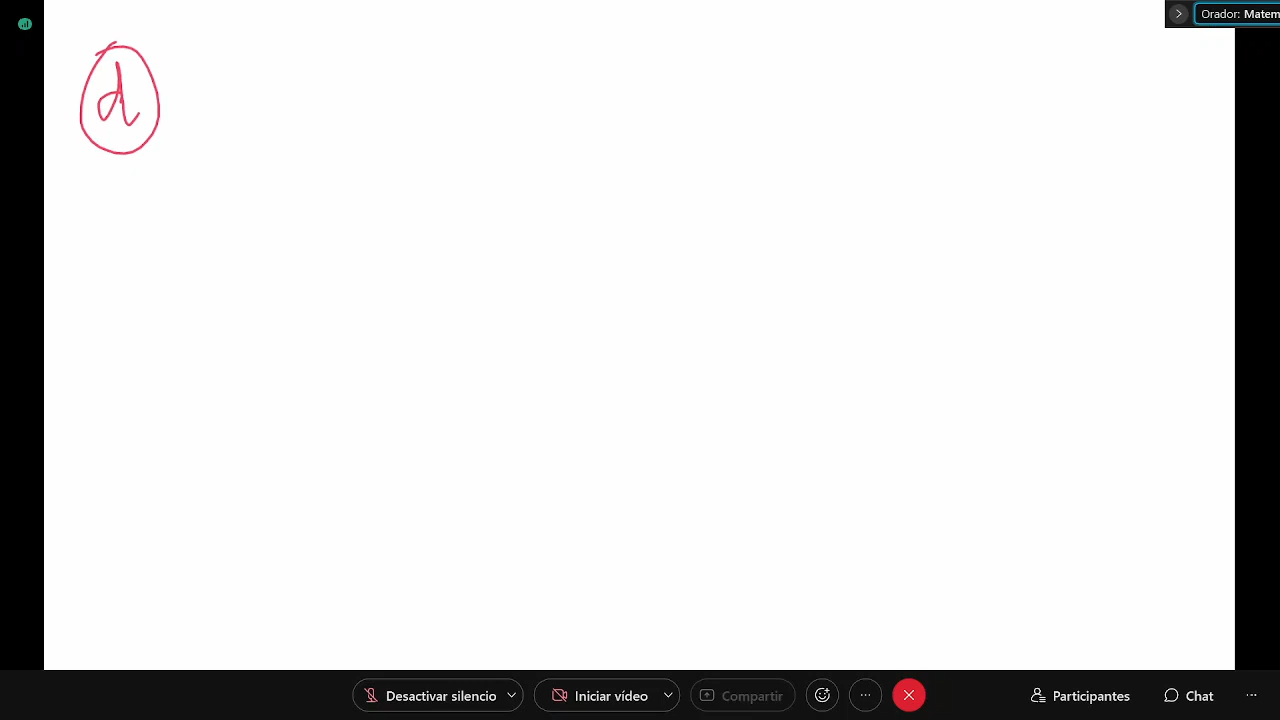 Orador: Matem
d
Desactivar silencio
Iniciar vídeo
Compartir
Participantes
Chat